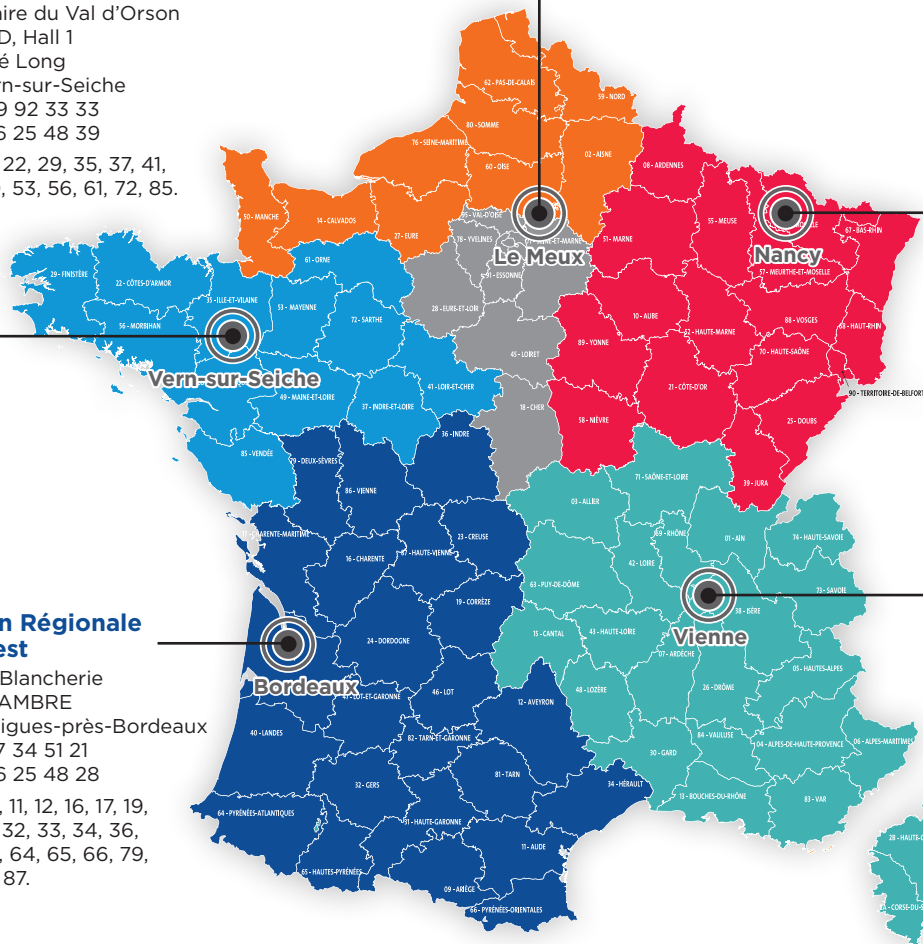 aire du Val d'Orson
D, Hall 1
é Long
rn-sur-Seiche
9 92 33 33
6 25 48 39
22, 29, 35, 37, 41,
, 53, 56, 61, 72, 85.
62 - PAS-DE-CALAIS
59 - NORD
80 - SOMME
76 - SEINE-MARITIME
60 - OISE
02 - AISNE
08 - ARDENNES
50 - MANCHE
14 - CALVADOS
27 - EURE
95 - VAL-D'OISE
78 - YVELINES
-ET-MARNE
Le Meux
91 - ESSONNE
28 - EURE-ET-LOIR
45 - LOIRET
18 - CHER
51 - MARNE
55 - MEUSE
67 - BAS-RHIN
Nancy
57 - MEURTHE-ET-MOSELLE
10 - AUBE
52 - HAUTE-MARNE
88 - VOSGES
68 - HAUT-RHIN
89 - YONNE
70 - HAUTE-SAÔNE
90 - TERRITOIRE-DE-BELFORT
21 - CÔTE-D'OR
58 - NIÈVRE
25 - DOUBS
39 - JURA
61 - ORNE
29 - FINISTÈRE
22 - CÔTES-D'ARMOR
35 - ILLE-ET-VILAINE
53 - MAYENNE
56 - MORBIHAN
72 - SARTHE
Vern-sur-Seiche
41 - LOIR-ET-CHER
49 - MAINE-ET-LOIRE
37 - INDRE-ET-LOIRE
85 - VENDÉE
36 - INDRE
79 - DEUX-SÈVRES
86 - VIENNE
17 - CHARENTE-MARITIME
23 - CREUSE
16 - CHARENTE
87 - HAUTE-VIENNE
19 - CORRÈZE
24 - DORDOGNE
Bordeaux
47 - LOT-ET-GARONNE
46 - LOT
12 - AVEYRON
40 - LANDES
82 - TARN-ET-GARONNE
81 - TARN
32 - GERS
34 - HÉRAULT
64 - PYRÉNÉES-ATLANTIQUES
31 - HAUTE-GARONNE
11 - AUDE
65 - HAUTES-PYRÉNÉES
09 - ARIÈGE
66 - PYRÉNÉES-ORIENTALES
71 - SAÔNE-ET-LOIRE
03 - ALLIER
69 - RHÔNE
01 - AIN
74 - HAUTE-SAVOIE
42 - LOIRE
63 - PUY-DE-DÔME
73 - SAVOIE
38 - ISÈRE
Vienne
15 - CANTAL
43 - HAUTE-LOIRE
07 - ARDÈCHE
05 - HAUTES-ALPES
48 - LOZÈRE
26 - DRÔME
84 - VAUCLUSE
04 - ALPES-DE-HAUTE-PROVENCE
06 - ALPES-MARITIMES
30 - GARD
13 - BOUCHES-DU-RHÔNE
83 - VAR
2B - HAUTE-C
2A - CORSE-DU-S
n Régionale
est
Blancherie
AMBRE
igues-près-Bordeaux
7 34 51 21
6 25 48 28
, 11, 12, 16, 17, 19,
32, 33, 34, 36,
, 64, 65, 66, 79,
87.